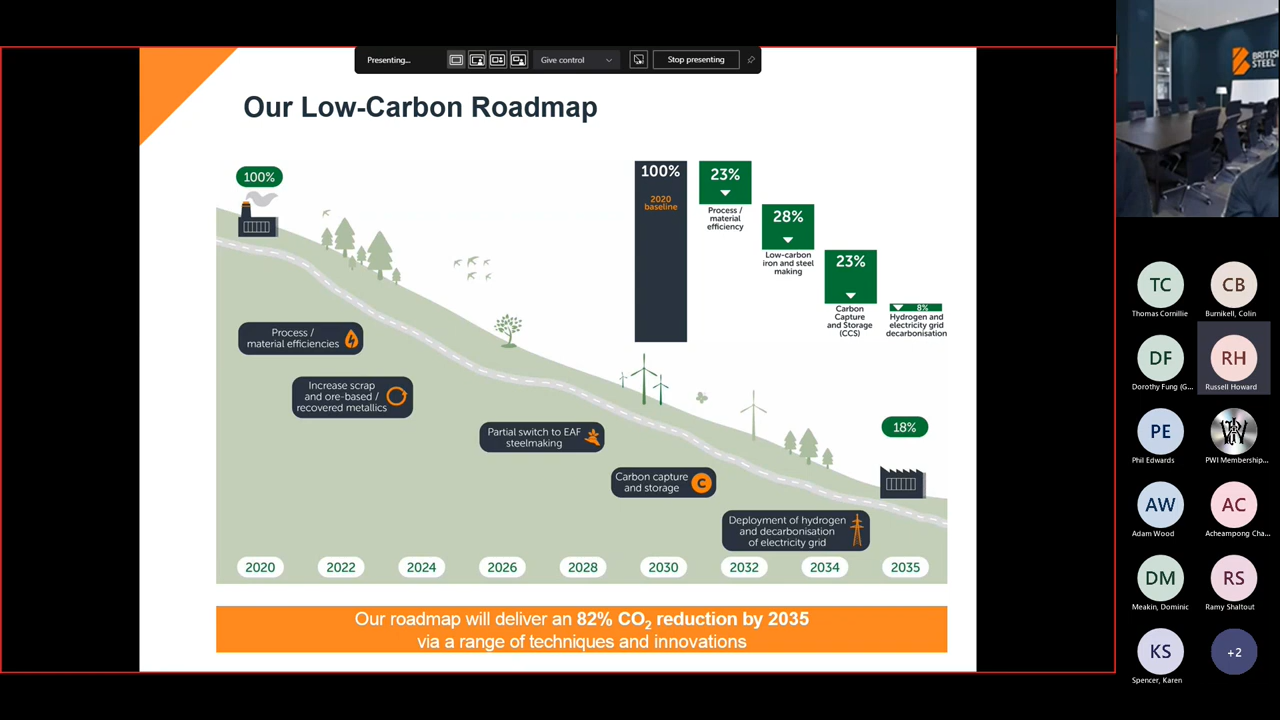 Presenting...
Give control
Stop presenting
BRITISH
STEEL
Our Low-Carbon Roadmap
100%
100%
2020
baseline
23%
Process /
material
efficiency
28%
Low-carbon
iron and steel
making
23%
Carbon
Capture
and Storage
(CCS)
8%
Hydrogen and
electricity grid
decarbonisation
Process /
material efficiencies
Increase scrap
and ore-based /
recovered metallics
Partial switch to EAF
steelmaking
Carbon capture
and storage
C
Deployment of hydrogen
and decarbonisation
of electricity grid
18%
2020
2022
2024
2026
2028
2030
2032
2034
2035
Our roadmap will deliver an 82% CO₂ reduction by 2035
via a range of techniques and innovations
TC
Thomas Cornillie
CB
Burnikell, Colin
DF
Dorothy Fung (G...
RH
Russell Howard
PE
Phil Edwards
PWI Membership...
AW
Adam Wood
AC
Acheampong Cha...
DM
Meakin, Dominic
RS
Ramy Shaltout
KS
Spencer, Karen
+2